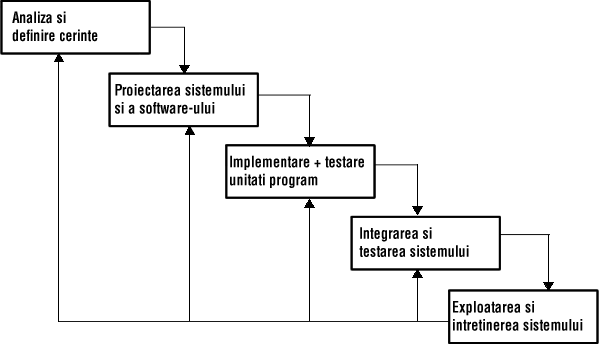 Analiza si
definire cerinte
Proiectarea sistemului
si a software-ului
Implementare + testare
unitati program
Integrarea si
testarea sistemului
Exploatarea si
intretinerea sistemului